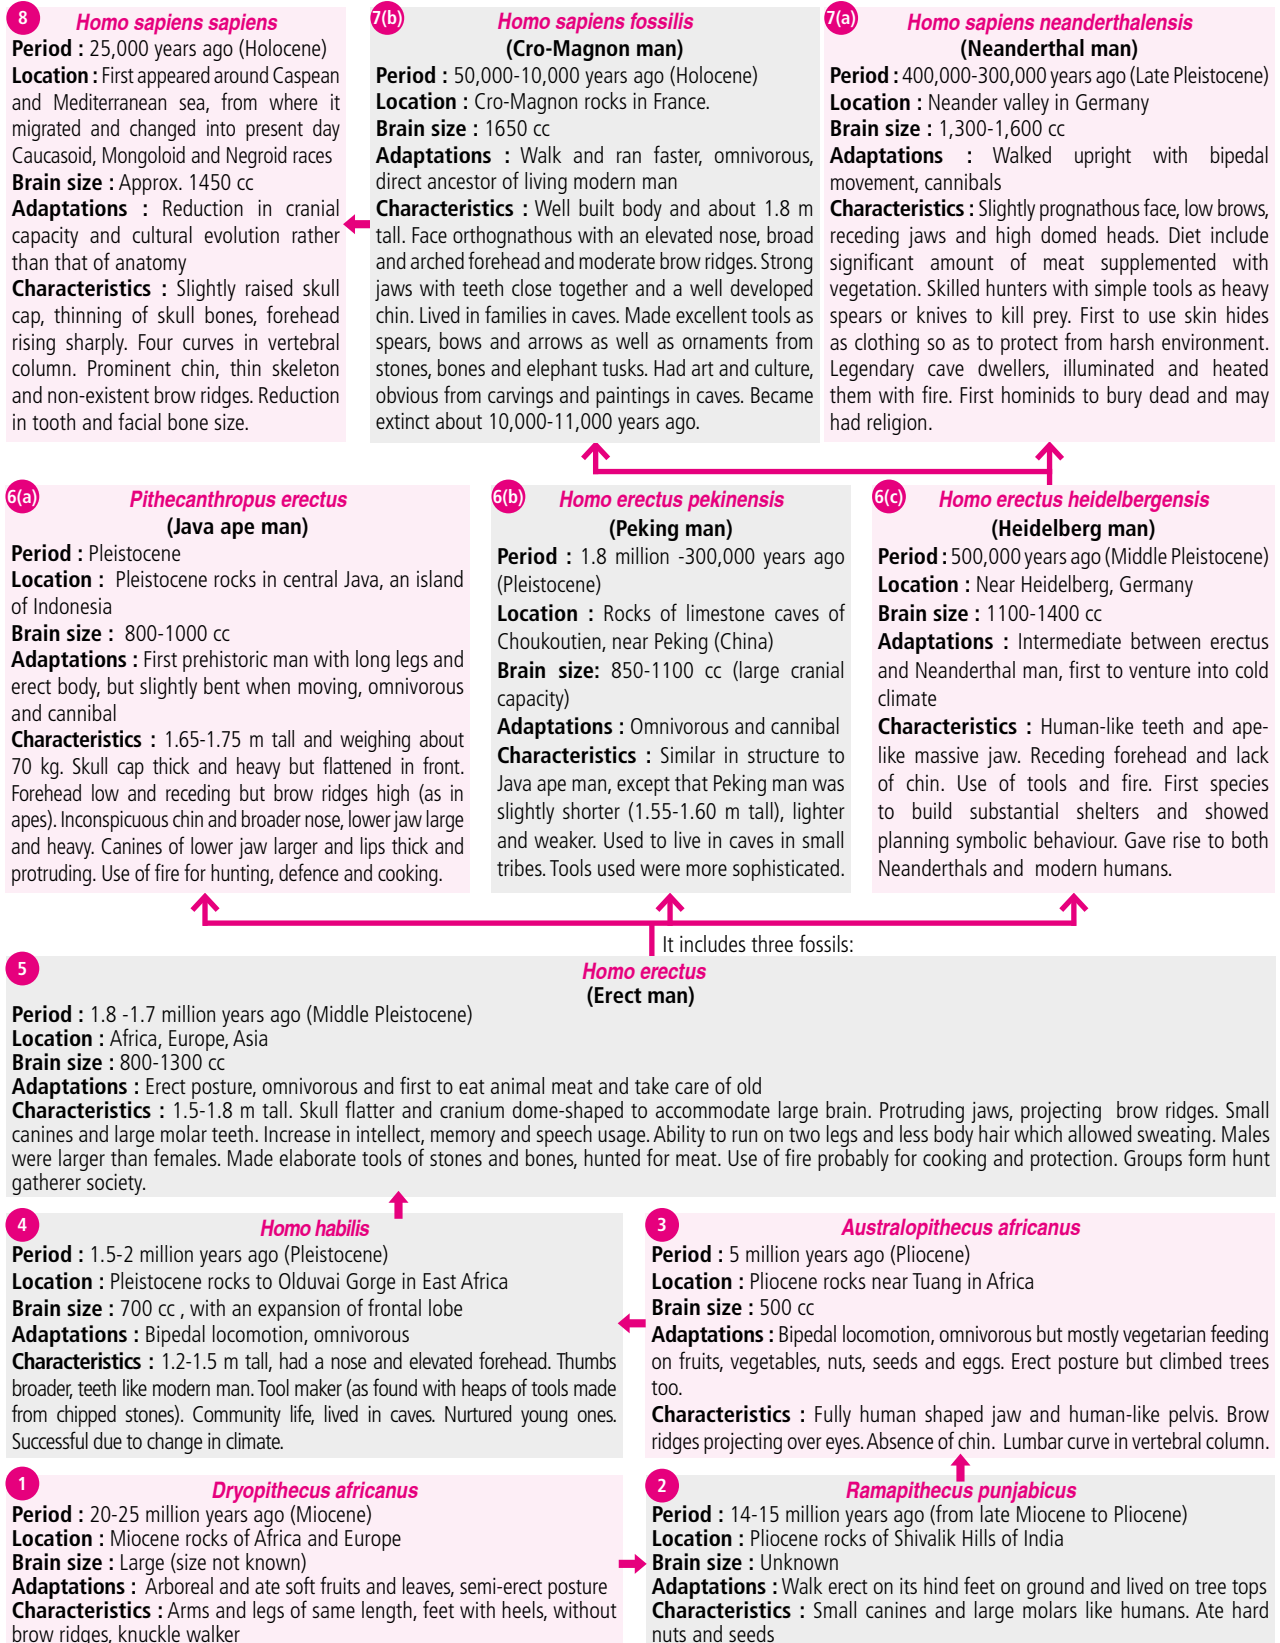 8
Homo sapiens sapiens
Period : 25,000 years ago (Holocene)
Location : First appeared around Caspean
and Mediterranean sea, from where it
migrated and changed into present day
Caucasoid, Mongoloid and Negroid races
Brain size : Approx. 1450 cc
Adaptations : Reduction in cranial
capacity and cultural evolution rather
than that of anatomy
Characteristics : Slightly raised skull
cap, thinning of skull bones, forehead
rising sharply. Four curves in vertebral
column. Prominent chin, thin skeleton
and non-existent brow ridges. Reduction
in tooth and facial bone size.
7(b)
Homo sapiens fossilis
(Cro-Magnon man)
Period : 50,000-10,000 years ago (Holocene)
Location : Cro-Magnon rocks in France.
Brain size : 1650 cc
Adaptations : Walk and ran faster, omnivorous,
direct ancestor of living modern man
Characteristics : Well built body and about 1.8 m
tall. Face orthognathous with an elevated nose, broad
and arched forehead and moderate brow ridges. Strong
jaws with teeth close together and a well developed
chin. Lived in families in caves. Made excellent tools as
spears, bows and arrows as well as ornaments from
stones, bones and elephant tusks. Had art and culture,
obvious from carvings and paintings in caves. Became
extinct about 10,000-11,000 years ago.
7(a)
Homo sapiens neanderthalensis
(Neanderthal man)
Period : 400,000-300,000 years ago (Late Pleistocene)
Location : Neander valley in Germany
Brain size : 1,300-1,600 cc
Adaptations : Walked upright with bipedal
movement, cannibals
Characteristics : Slightly prognathous face, low brows,
receding jaws and high domed heads. Diet include
significant amount of meat supplemented with
vegetation. Skilled hunters with simple tools as heavy
spears or knives to kill prey. First to use skin hides
as clothing so as to protect from harsh environment.
Legendary cave dwellers, illuminated and heated
them with fire. First hominids to bury dead and may
had religion.
6(a)
Pithecanthropus erectus
(Java ape man)
Period : Pleistocene
Location : Pleistocene rocks in central Java, an island
of Indonesia
Brain size : 800-1000 cc
Adaptations : First prehistoric man with long legs and
erect body, but slightly bent when moving, omnivorous
and cannibal
Characteristics : 1.65-1.75 m tall and weighing about
70 kg. Skull cap thick and heavy but flattened in front.
Forehead low and receding but brow ridges high (as in
apes). Inconspicuous chin and broader nose, lower jaw large
and heavy. Canines of lower jaw larger and lips thick and
protruding. Use of fire for hunting, defence and cooking.
6(b)
Homo erectus pekinensis
(Peking man)
Period : 1.8 million -300,000 years ago
(Pleistocene)
Location : Rocks of limestone caves of
Choukoutien, near Peking (China)
Brain size: 850-1100 cc (large cranial
capacity)
Adaptations : Omnivorous and cannibal
Characteristics : Similar in structure to
Java ape man, except that Peking man was
slightly shorter (1.55-1.60 m tall), lighter
and weaker. Used to live in caves in small
tribes. Tools used were more sophisticated.
6(c)
Homo erectus heidelbergensis
(Heidelberg man)
Period : 500,000 years ago (Middle Pleistocene)
Location : Near Heidelberg, Germany
Brain size : 1100-1400 cc
Adaptations : Intermediate between erectus
and Neanderthal man, first to venture into cold
climate
Characteristics : Human-like teeth and ape-
like massive jaw. Receding forehead and lack
of chin. Use of tools and fire. First species
to build substantial shelters and showed
planning symbolic behaviour. Gave rise to both
Neanderthals and modern humans.
It includes three fossils:
5
Homo erectus
(Erect man)
Period : 1.8 -1.7 million years ago (Middle Pleistocene)
Location : Africa, Europe, Asia
Brain size : 800-1300 cc
Adaptations : Erect posture, omnivorous and first to eat animal meat and take care of old
Characteristics : 1.5-1.8 m tall. Skull flatter and cranium dome-shaped to accommodate large brain. Protruding jaws, projecting brow ridges. Small
canines and large molar teeth. Increase in intellect, memory and speech usage. Ability to run on two legs and less body hair which allowed sweating. Males
were larger than females. Made elaborate tools of stones and bones, hunted for meat. Use of fire probably for cooking and protection. Groups form hunt
gatherer society.
4
Homo habilis
Period : 1.5-2 million years ago (Pleistocene)
Location : Pleistocene rocks to Olduvai Gorge in East Africa
Brain size : 700 cc , with an expansion of frontal lobe
Adaptations : Bipedal locomotion, omnivorous
Characteristics : 1.2-1.5 m tall, had a nose and elevated forehead. Thumbs
broader, teeth like modern man. Tool maker (as found with heaps of tools made
from chipped stones). Community life, lived in caves. Nurtured young ones.
Successful due to change in climate.
3
Australopithecus africanus
Period : 5 million years ago (Pliocene)
Location : Pliocene rocks near Tuang in Africa
Brain size : 500 cc
Adaptations : Bipedal locomotion, omnivorous but mostly vegetarian feeding
on fruits, vegetables, nuts, seeds and eggs. Erect posture but climbed trees
too.
Characteristics : Fully human shaped jaw and human-like pelvis. Brow
ridges projecting over eyes. Absence of chin. Lumbar curve in vertebral column.
1
Dryopithecus africanus
Period : 20-25 million years ago (Miocene)
Location : Miocene rocks of Africa and Europe
Brain size : Large (size not known)
Adaptations : Arboreal and ate soft fruits and leaves, semi-erect posture
Characteristics : Arms and legs of same length, feet with heels, without
brow ridges, knuckle walker
2
Ramapithecus punjabicus
Period : 14-15 million years ago (from late Miocene to Pliocene)
Location : Pliocene rocks of Shivalik Hills of India
Brain size : Unknown
Adaptations : Walk erect on its hind feet on ground and lived on tree tops
Characteristics : Small canines and large molars like humans. Ate hard
nuts and seeds